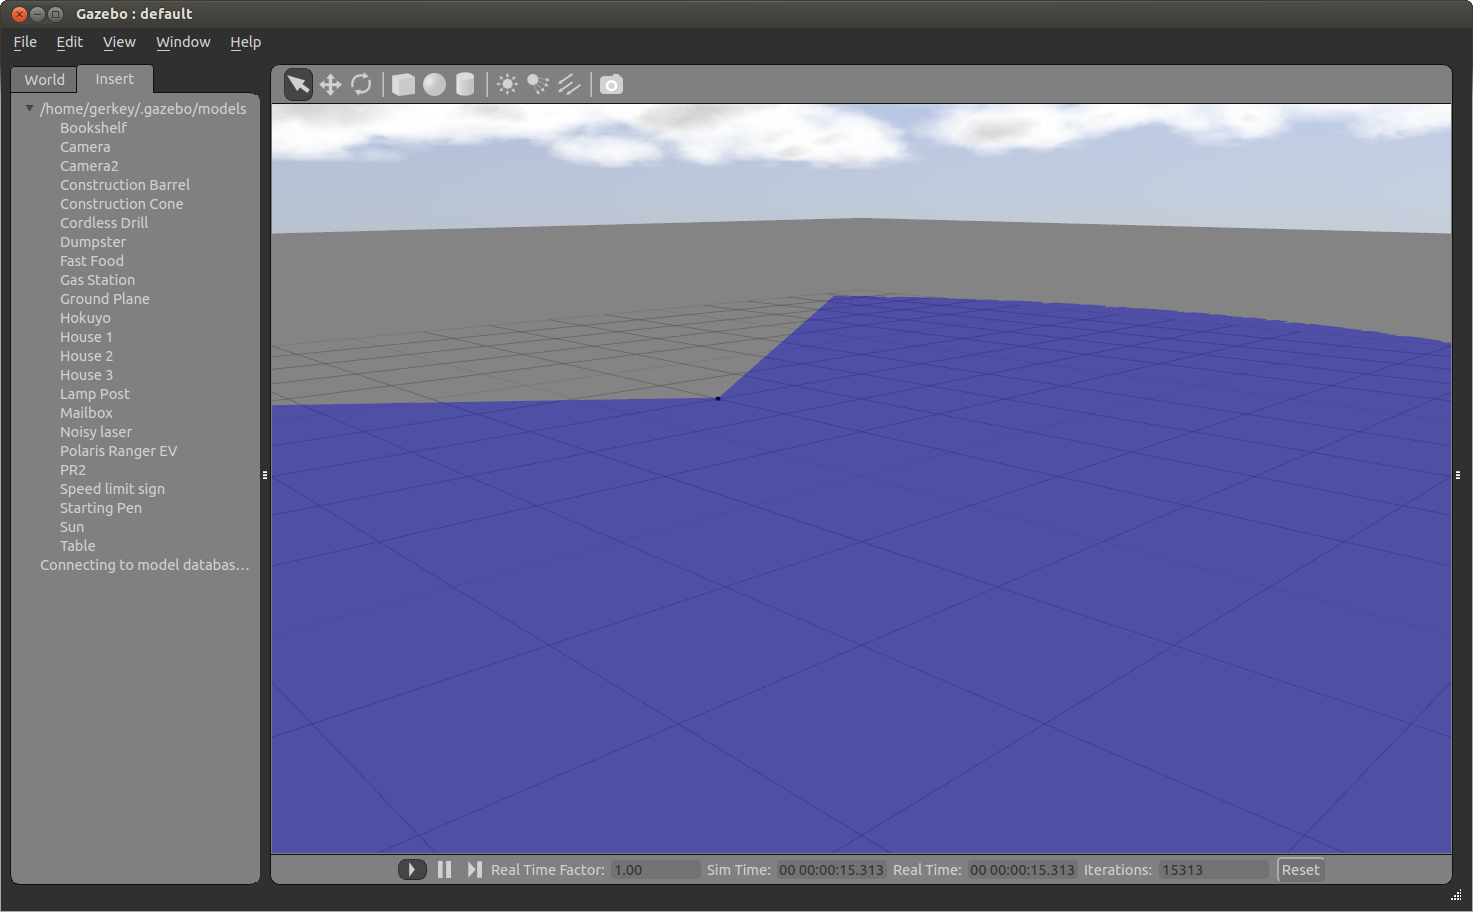 Gazebo : default
File Edit View Window Help
World Insert
/home/gerkey/.gazebo/models
Bookshelf
Camera
Camera2
Construction Barrel
Construction Cone
Cordless Drill
Dumpster
Fast Food
Gas Station
Ground Plane
Hokuyo
House 1
House 2
House 3
Lamp Post
Mailbox
Noisy laser
Polaris Ranger EV
PR2
Speed limit sign
Starting Pen
Sun
Table
Connecting to model databas...
Real Time Factor: 1.00 Sim Time: 00 00:00:15.313 Real Time: 00 00:00:15.313 Iterations: 15313 Reset